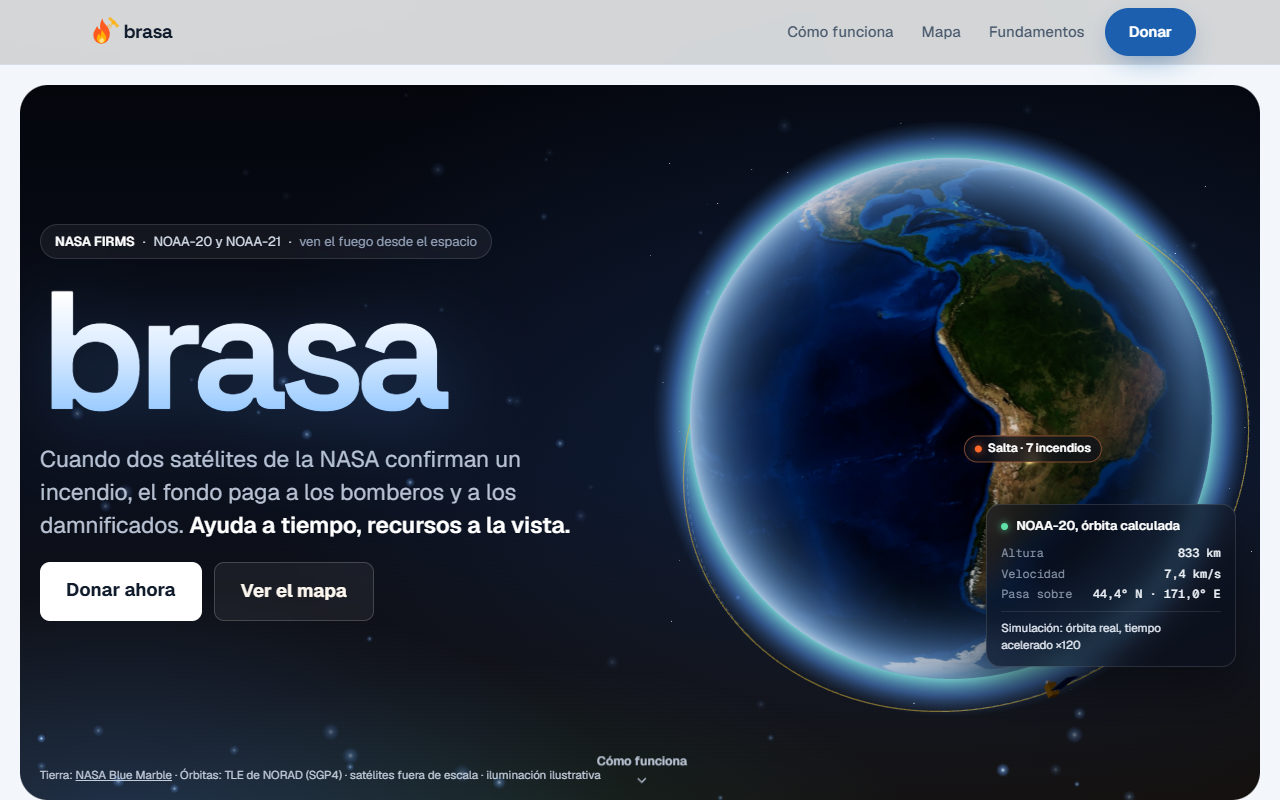 brasa
Cómo funciona
Mapa
Fundamentos
Donar
NASA FIRMS · NOAA-20 y NOAA-21 · ven el fuego desde el espacio
brasa
Cuando dos satélites de la NASA confirman un
incendio, el fondo paga a los bomberos y a los
damnificados. Ayuda a tiempo, recursos a la vista.
Donar ahora
Ver el mapa
Salta · 7 incendios
NOAA-20, órbita calculada
Altura 833 km
Velocidad 7,4 km/s
Pasa sobre 44,4° N · 171,0° E
Simulación: órbita real, tiempo
acelerado ×120
Cómo funciona
Tierra: NASA Blue Marble · Órbitas: TLE de NORAD (SGP4) · satélites fuera de escala · iluminación ilustrativa